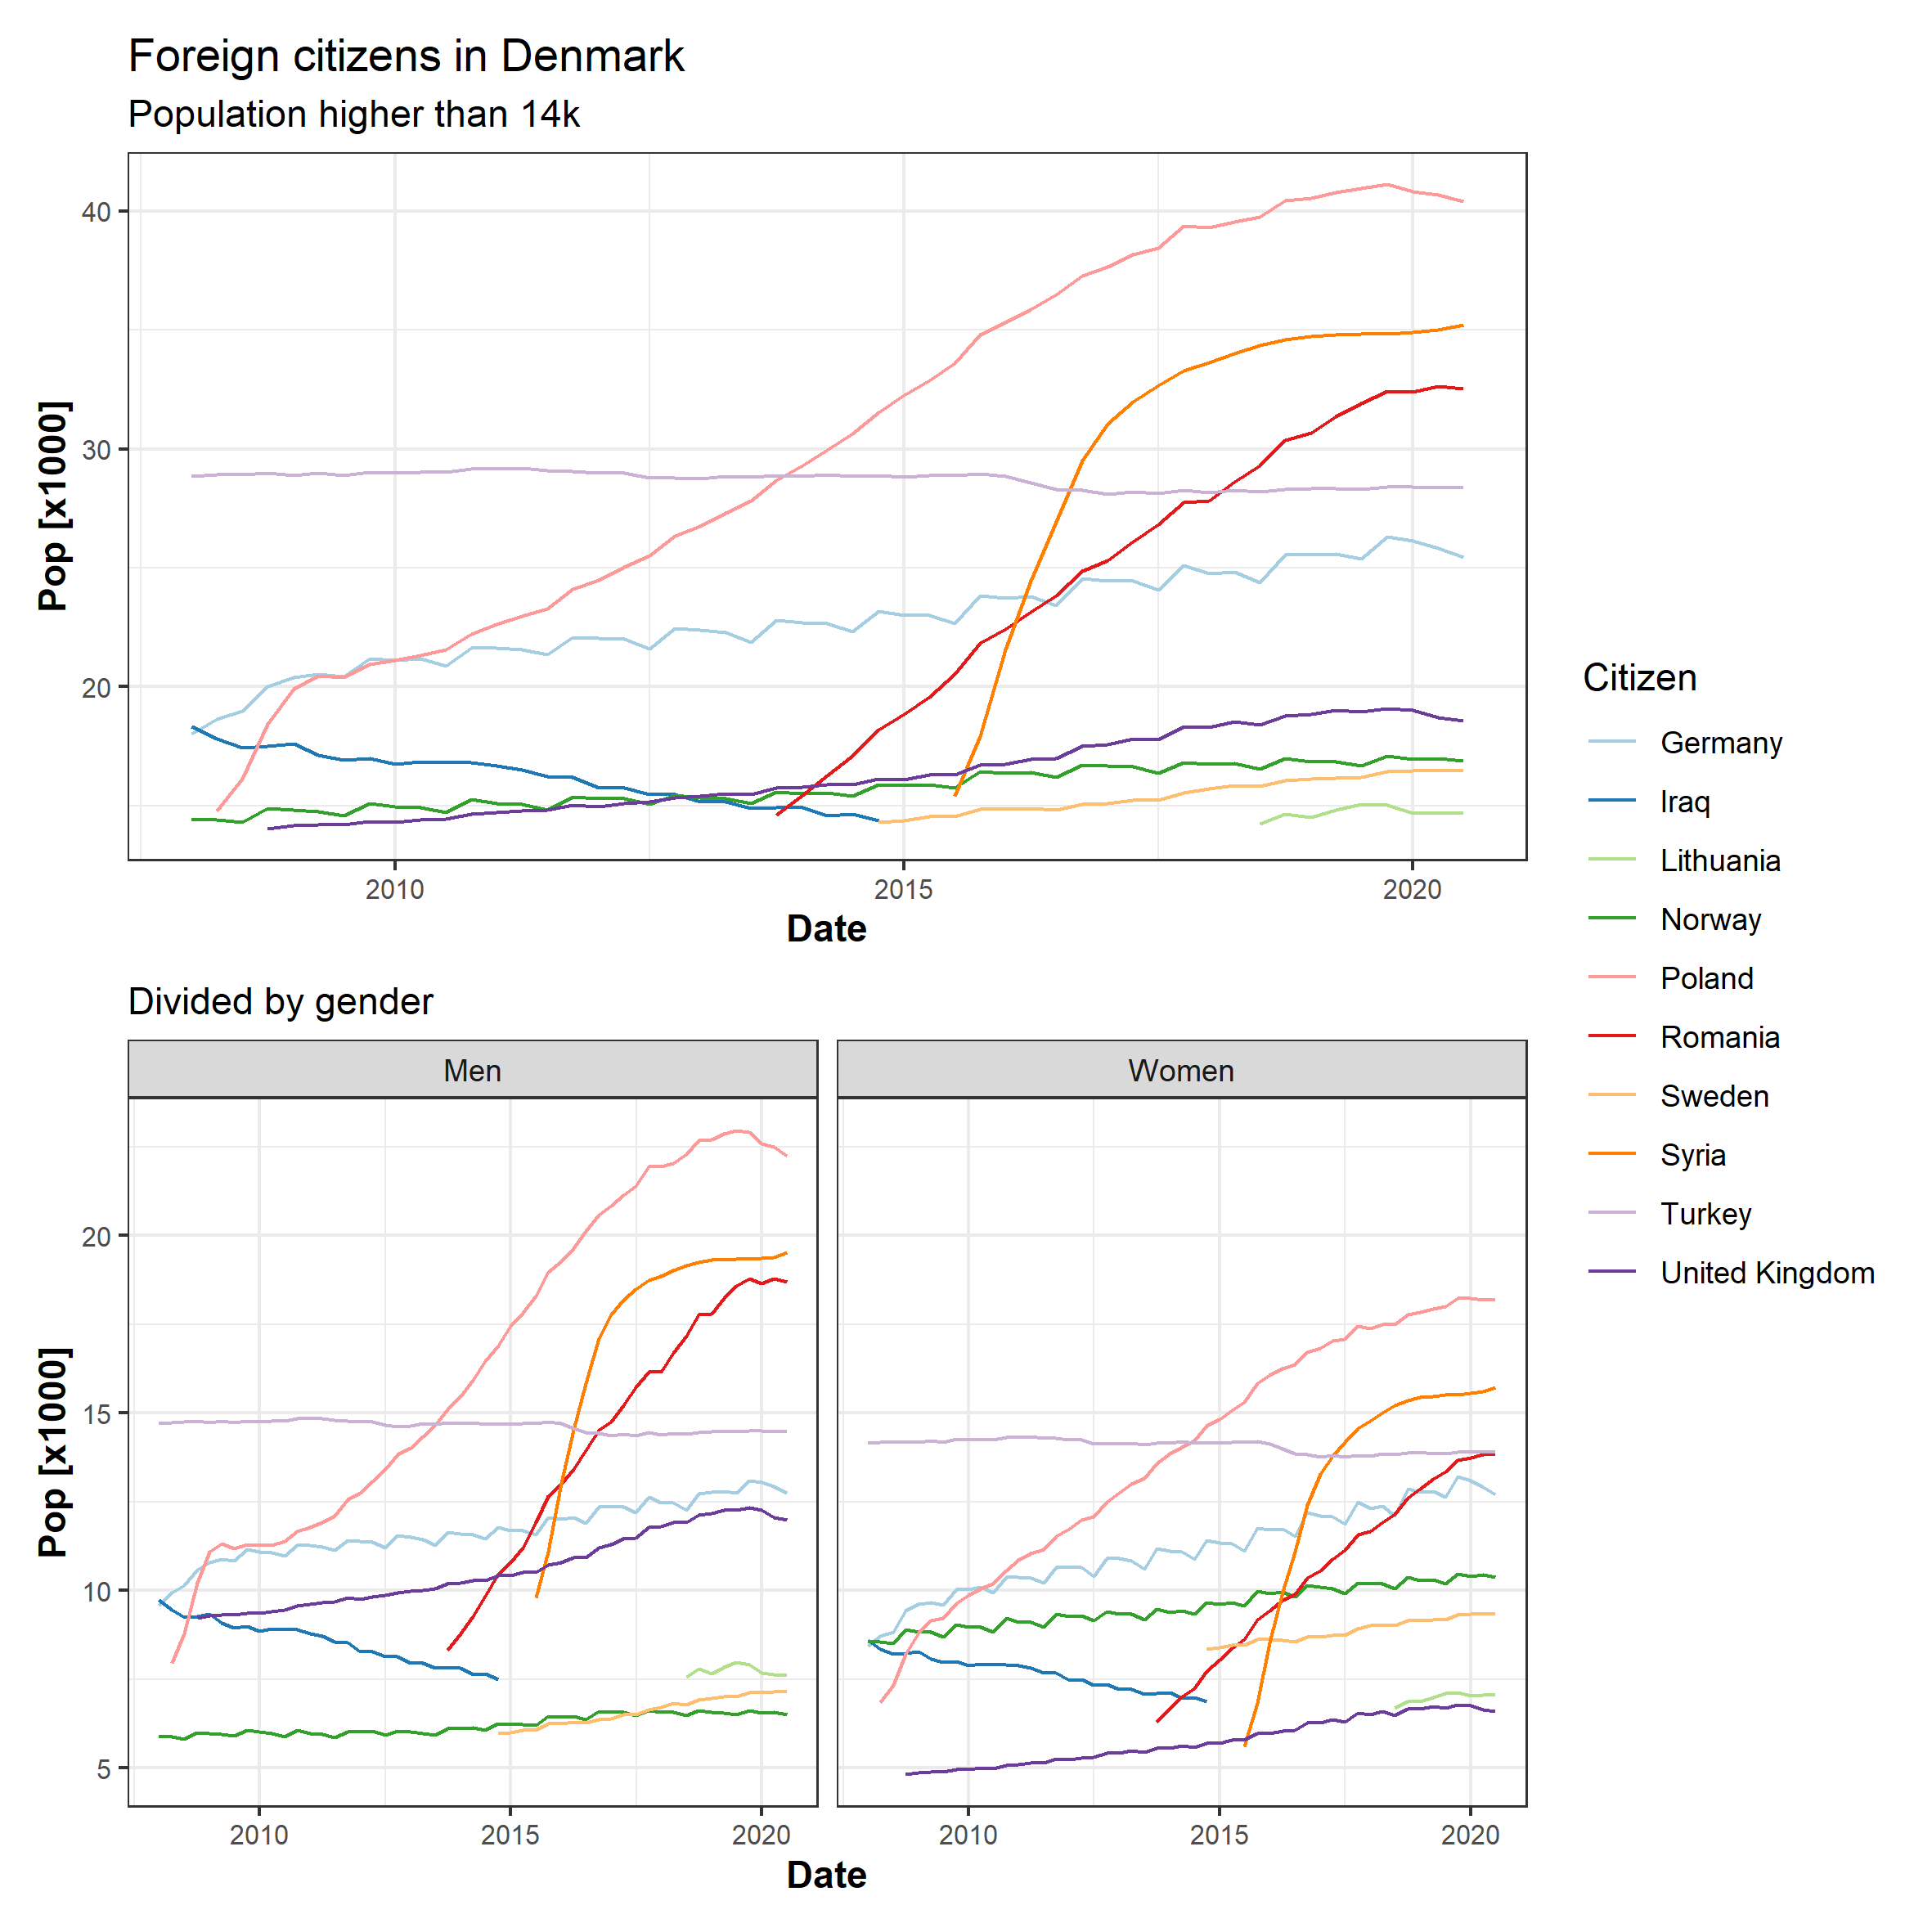 Foreign citizens in Denmark
Population higher than 14k
40
30
20
Pop [x1000]
2010 2015 2020
Date
Citizen
Germany
Iraq
Lithuania
Norway
Poland
Romania
Sweden
Syria
Turkey
United Kingdom
Divided by gender
Men Women
20
15
10
5
Pop [x1000]
2010 2015 2020 2010 2015 2020
Date